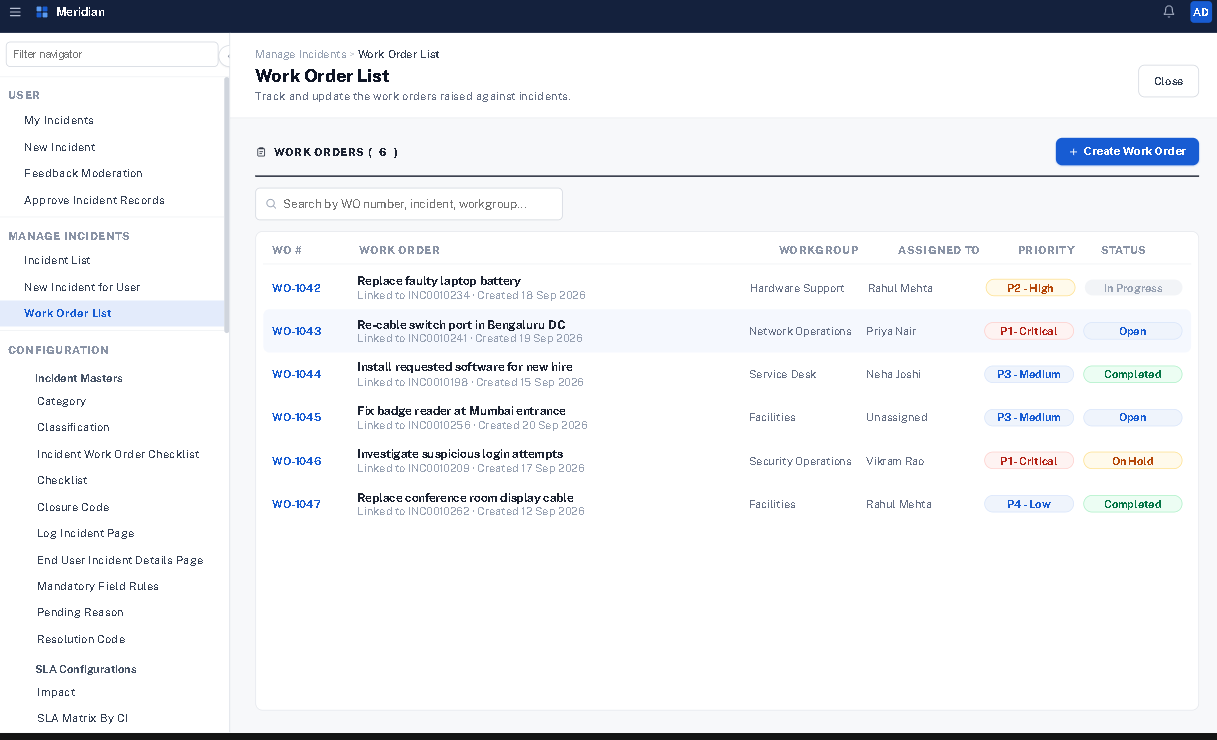 Meridian
AD
Filter navigator
USER
My Incidents
New Incident
Feedback Moderation
Approve Incident Records
MANAGE INCIDENTS
Incident List
New Incident for User
Work Order List
CONFIGURATION
Incident Masters
Category
Classification
Incident Work Order Checklist
Checklist
Closure Code
Log Incident Page
End User Incident Details Page
Mandatory Field Rules
Pending Reason
Resolution Code
SLA Configurations
Impact
SLA Matrix By CI
Manage Incidents > Work Order List
Work Order List
Track and update the work orders raised against incidents.
Close
WORK ORDERS ( 6 )
+ Create Work Order
Search by WO number, incident, workgroup...
WO # WORK ORDER WORKGROUP ASSIGNED TO PRIORITY STATUS
WO-1042 Replace faulty laptop battery Hardware Support Rahul Mehta P2 - High In Progress
Linked to INC0010234 · Created 18 Sep 2026
WO-1043 Re-cable switch port in Bengaluru DC Network Operations Priya Nair P1 - Critical Open
Linked to INC0010241 · Created 19 Sep 2026
WO-1044 Install requested software for new hire Service Desk Neha Joshi P3 - Medium Completed
Linked to INC0010198 · Created 15 Sep 2026
WO-1045 Fix badge reader at Mumbai entrance Facilities Unassigned P3 - Medium Open
Linked to INC0010256 · Created 20 Sep 2026
WO-1046 Investigate suspicious login attempts Security Operations Vikram Rao P1 - Critical On Hold
Linked to INC0010209 · Created 17 Sep 2026
WO-1047 Replace conference room display cable Facilities Rahul Mehta P4 - Low Completed
Linked to INC0010262 · Created 12 Sep 2026